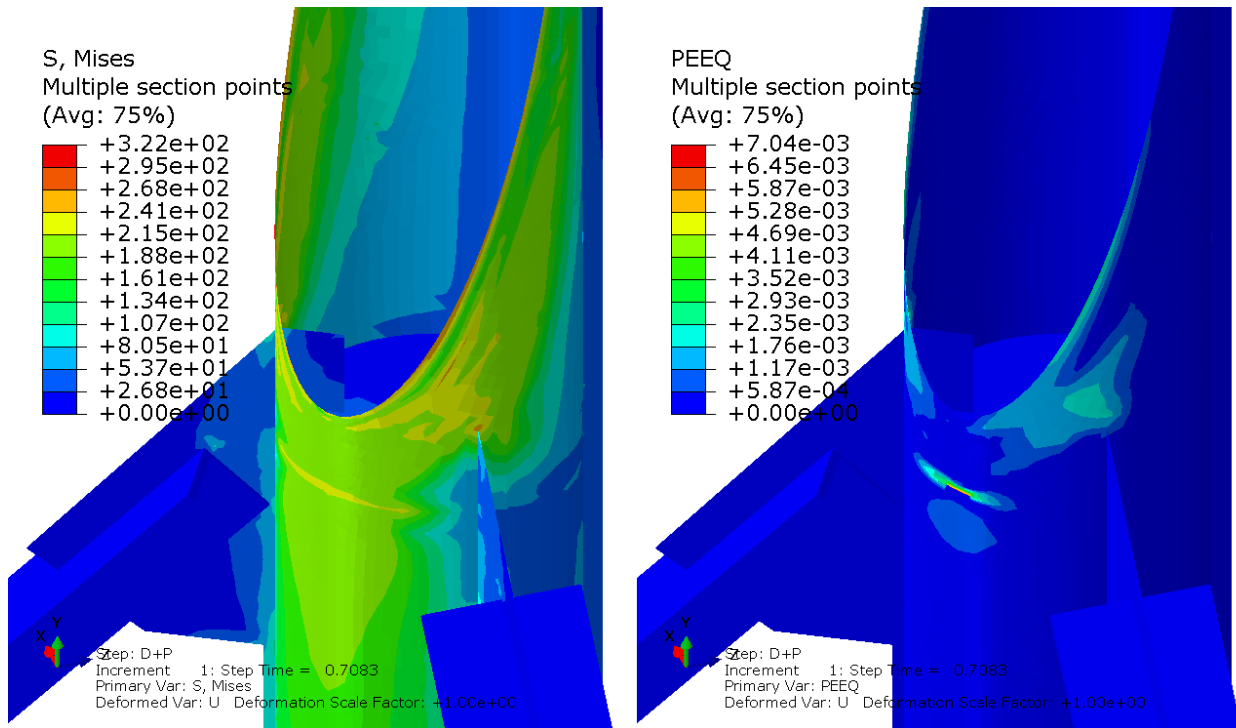 S, Mises
Multiple section points
(Avg: 75%)
+3.22e+02
+2.95e+02
+2.68e+02
+2.41e+02
+2.15e+02
+1.88e+02
+1.61e+02
+1.34e+02
+1.07e+02
+8.05e+01
+5.37e+01
+2.68e+01
+0.00e+00
Y
X
Z
Step: D+P
Increment 1: Step Time = 0.7083
Primary Var: S, Mises
Deformed Var: U Deformation Scale Factor: +1.00e+00
PEEQ
Multiple section points
(Avg: 75%)
+7.04e-03
+6.45e-03
+5.87e-03
+5.28e-03
+4.69e-03
+4.11e-03
+3.52e-03
+2.93e-03
+2.35e-03
+1.76e-03
+1.17e-03
+5.87e-04
+0.00e+00
Y
X
Z
Step: D+P
Increment 1: Step Time = 0.7083
Primary Var: PEEQ
Deformed Var: U Deformation Scale Factor: +1.00e+00